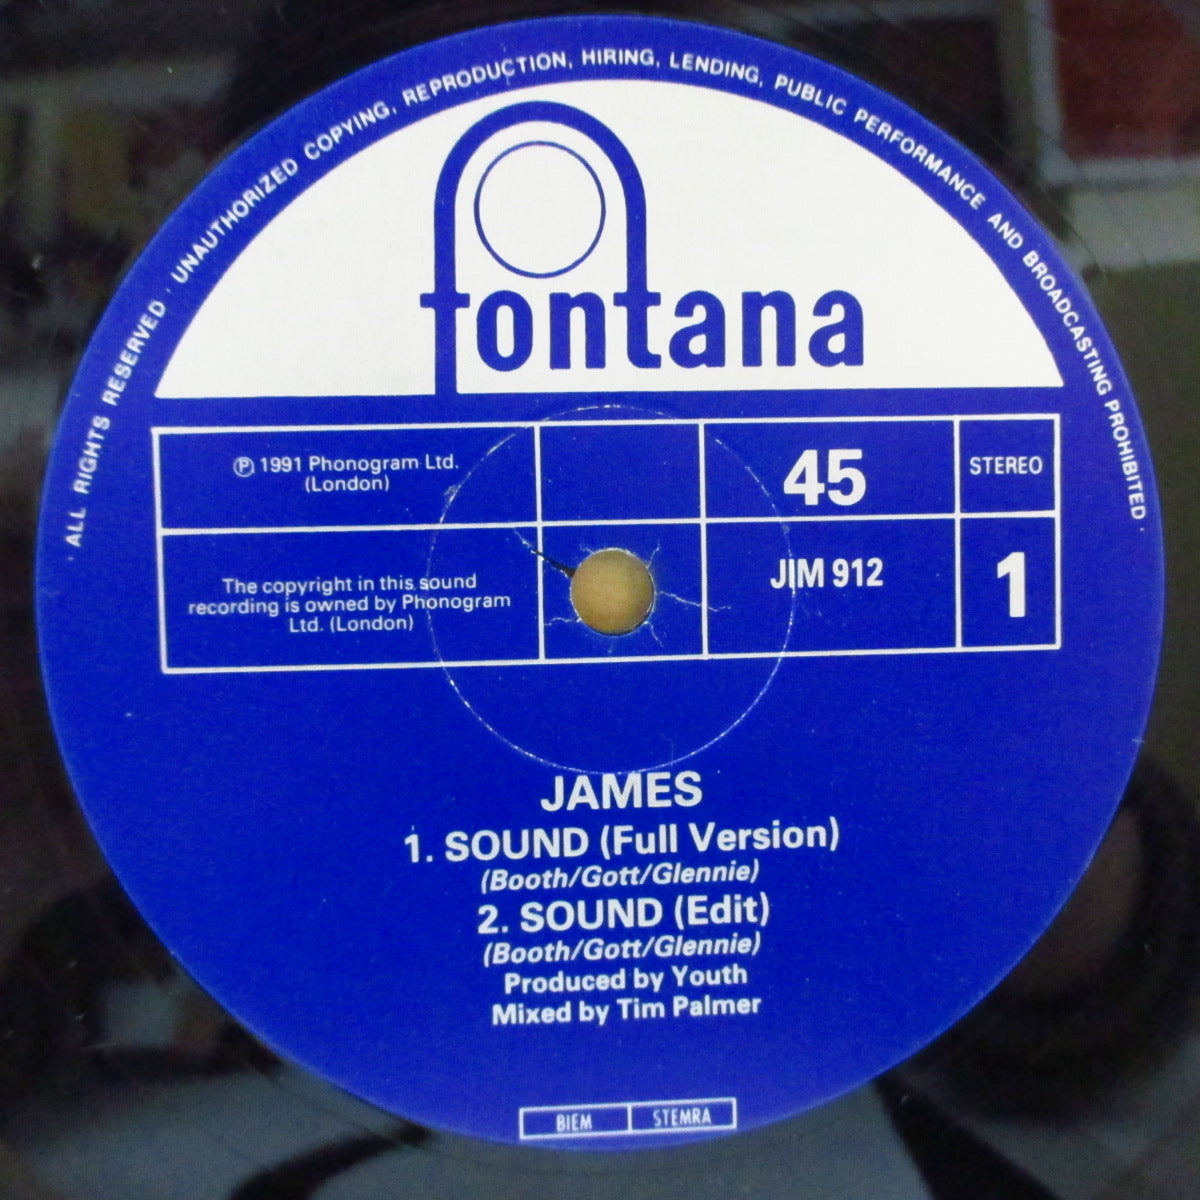 · ALL RIGHTS RESERVED · UNAUTHORIZED COPYING, REPRODUCTION, HIRING, LENDING, PUBLIC PERFORMANCE AND BROADCASTING PROHIBITED ·
fontana
℗ 1991 Phonogram Ltd.
(London)
45
STEREO
The copyright in this sound
recording is owned by Phonogram
Ltd. (London)
JIM 912
1
JAMES
1. SOUND (Full Version)
(Booth/Gott/Glennie)
2. SOUND (Edit)
(Booth/Gott/Glennie)
Produced by Youth
Mixed by Tim Palmer
BIEM STEMRA